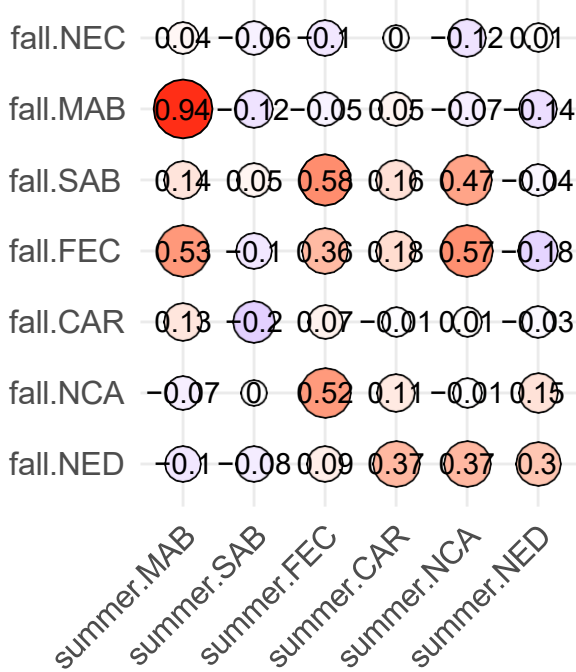 fall.NEC 0.04 −0.06 −0.1 0 −0.12 0.01
fall.MAB 0.94 −0.12 −0.05 0.05 −0.07 −0.14
fall.SAB 0.14 0.05 0.58 0.16 0.47 −0.04
fall.FEC 0.53 −0.1 0.36 0.18 0.57 −0.18
fall.CAR 0.13 −0.2 0.07 −0.01 0.01 −0.03
fall.NCA −0.07 0 0.52 0.11 −0.01 0.15
fall.NED −0.1 −0.08 0.09 0.37 0.37 0.3
summer.MAB summer.SAB summer.FEC summer.CAR summer.NCA summer.NED